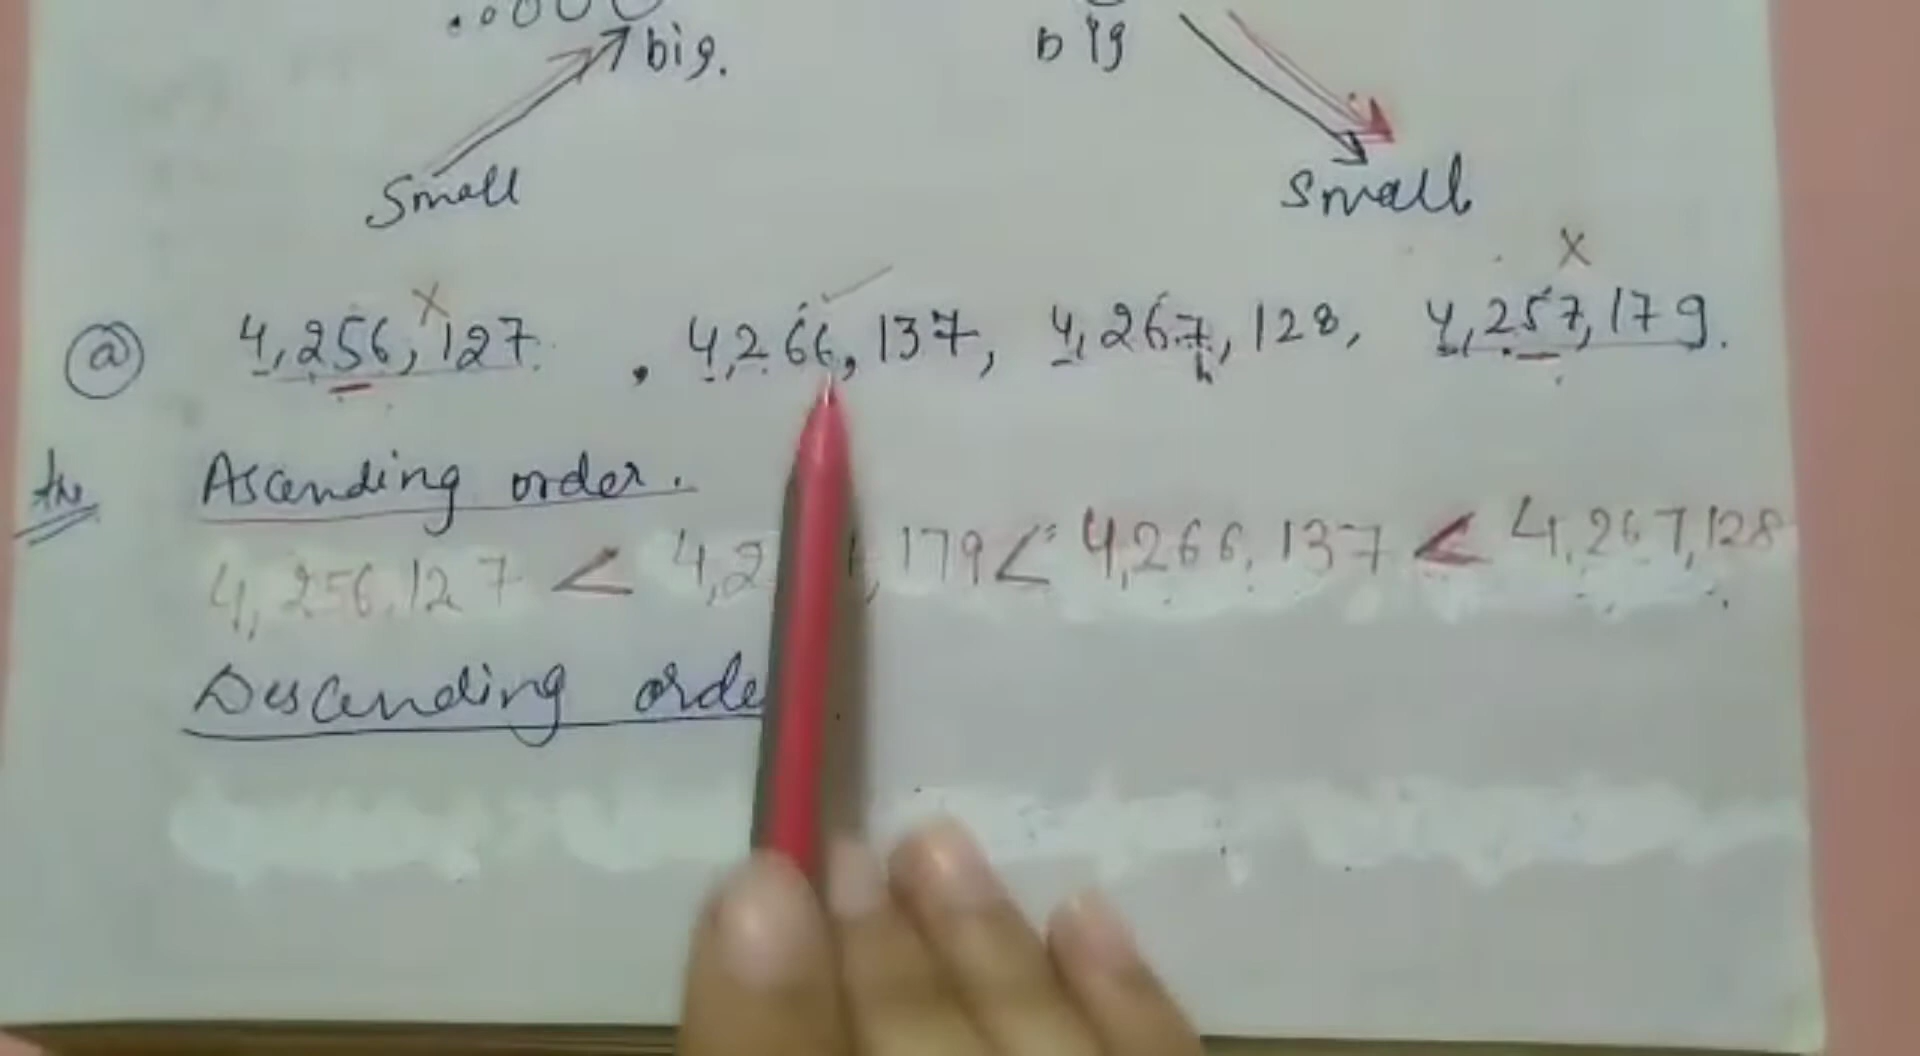 big. big
Small Small
(a) 4,256,127 , 4,266,137, 4,267,128, 4,257,179.
Ans Ascending order.
4,256,127 < 4,2 ,179 < 4,266,137 < 4,267,128
Descending orde